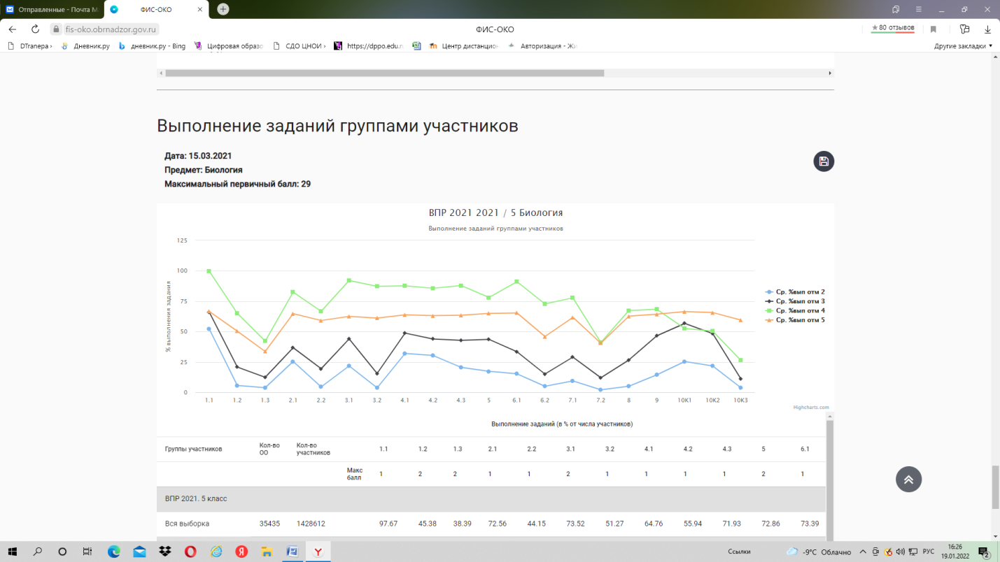 Отправленные - Почта М
ФИС-ОКО
fis-oko.obrnadzor.gov.ru
ФИС-ОКО
80 отзывов
DTranepa
Дневник.ру
дневник.ру - Bing
Цифровая образо
СДО ЦНОИ
https://dppo.edu.ru
Центр дистанцион
Авторизация - Жи
Другие закладки
Выполнение заданий группами участников
Дата: 15.03.2021
Предмет: Биология
Максимальный первичный балл: 29
ВПР 2021 2021 / 5 Биология
Выполнение заданий группами участников
% выполнения задания
125
100
75
50
25
0
1.1 1.2 1.3 2.1 2.2 3.1 3.2 4.1 4.2 4.3 5 6.1 6.2 7.1 7.2 8 9 10К1 10К2 10К3
Ср. %вып отм 2
Ср. %вып отм 3
Ср. %вып отм 4
Ср. %вып отм 5
Highcharts.com
Выполнение заданий (в % от числа участников)
Группы участников Кол-во ОО Кол-во участников 1.1 1.2 1.3 2.1 2.2 3.1 3.2 4.1 4.2 4.3 5 6.1
Макс балл 1 2 2 1 1 2 1 1 1 1 2 1
ВПР 2021. 5 класс
Вся выборка 35435 1428612 97.67 45.38 38.39 72.56 44.15 73.52 51.27 64.76 55.94 71.93 72.86 73.39
Ссылки
-9°C Облачно
РУС
16:26
19.01.2022
2